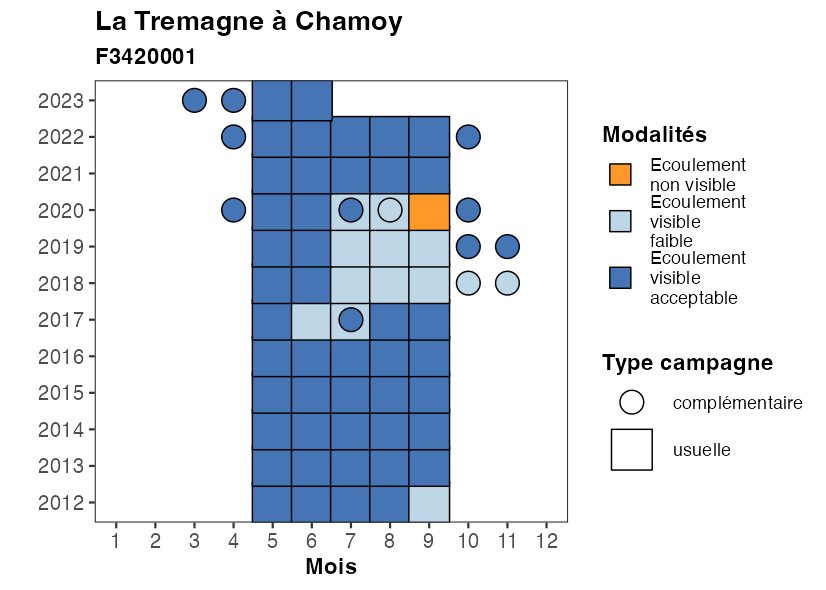 La Tremagne à Chamoy
F3420001
2023
2022
2021
2020
2019
2018
2017
2016
2015
2014
2013
2012
1 2 3 4 5 6 7 8 9 10 11 12
Mois
Modalités
Ecoulement
non visible
Ecoulement
visible
faible
Ecoulement
visible
acceptable
Type campagne
complémentaire
usuelle